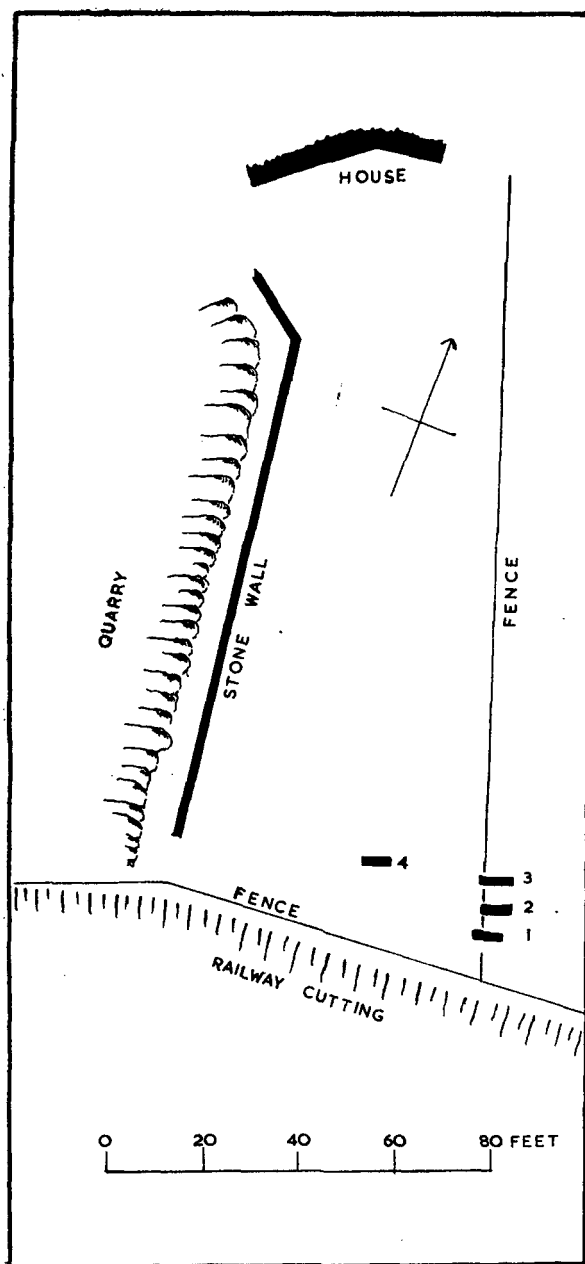 HOUSE
FENCE
QUARRY
STONE WALL
4
3
2
1
FENCE
RAILWAY CUTTING
0 20 40 60 80 FEET